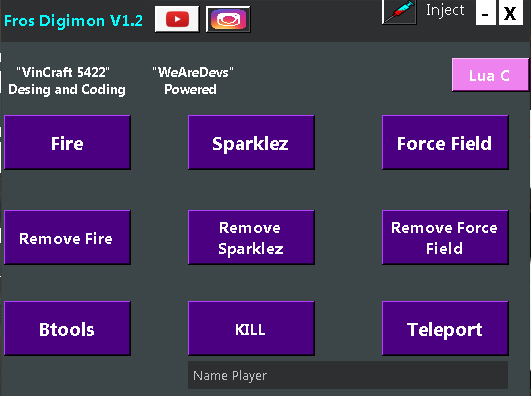 Fros Digimon V1.2
Inject
- X
"VinCraft 5422"
Desing and Coding
"WeAreDevs"
Powered
Lua C
Fire
Sparklez
Force Field
Remove Fire
Remove
Sparklez
Remove Force
Field
Btools
KILL
Teleport
Name Player